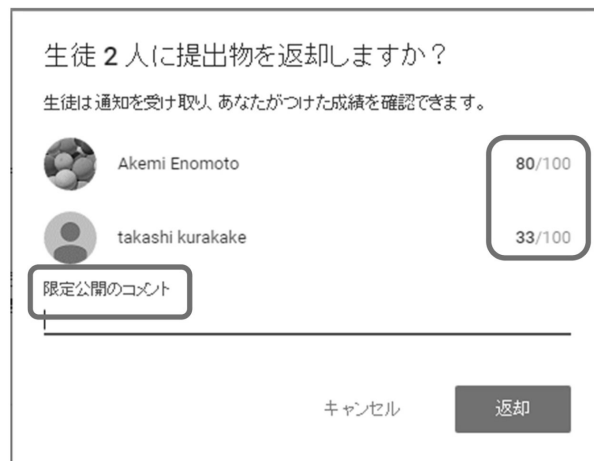 生徒 2 人に提出物を返却しますか？
生徒は通知を受け取り、あなたがつけた成績を確認できます。
Akemi Enomoto 80/100
takashi kurakake 33/100
限定公開のコメント
キャンセル 返却